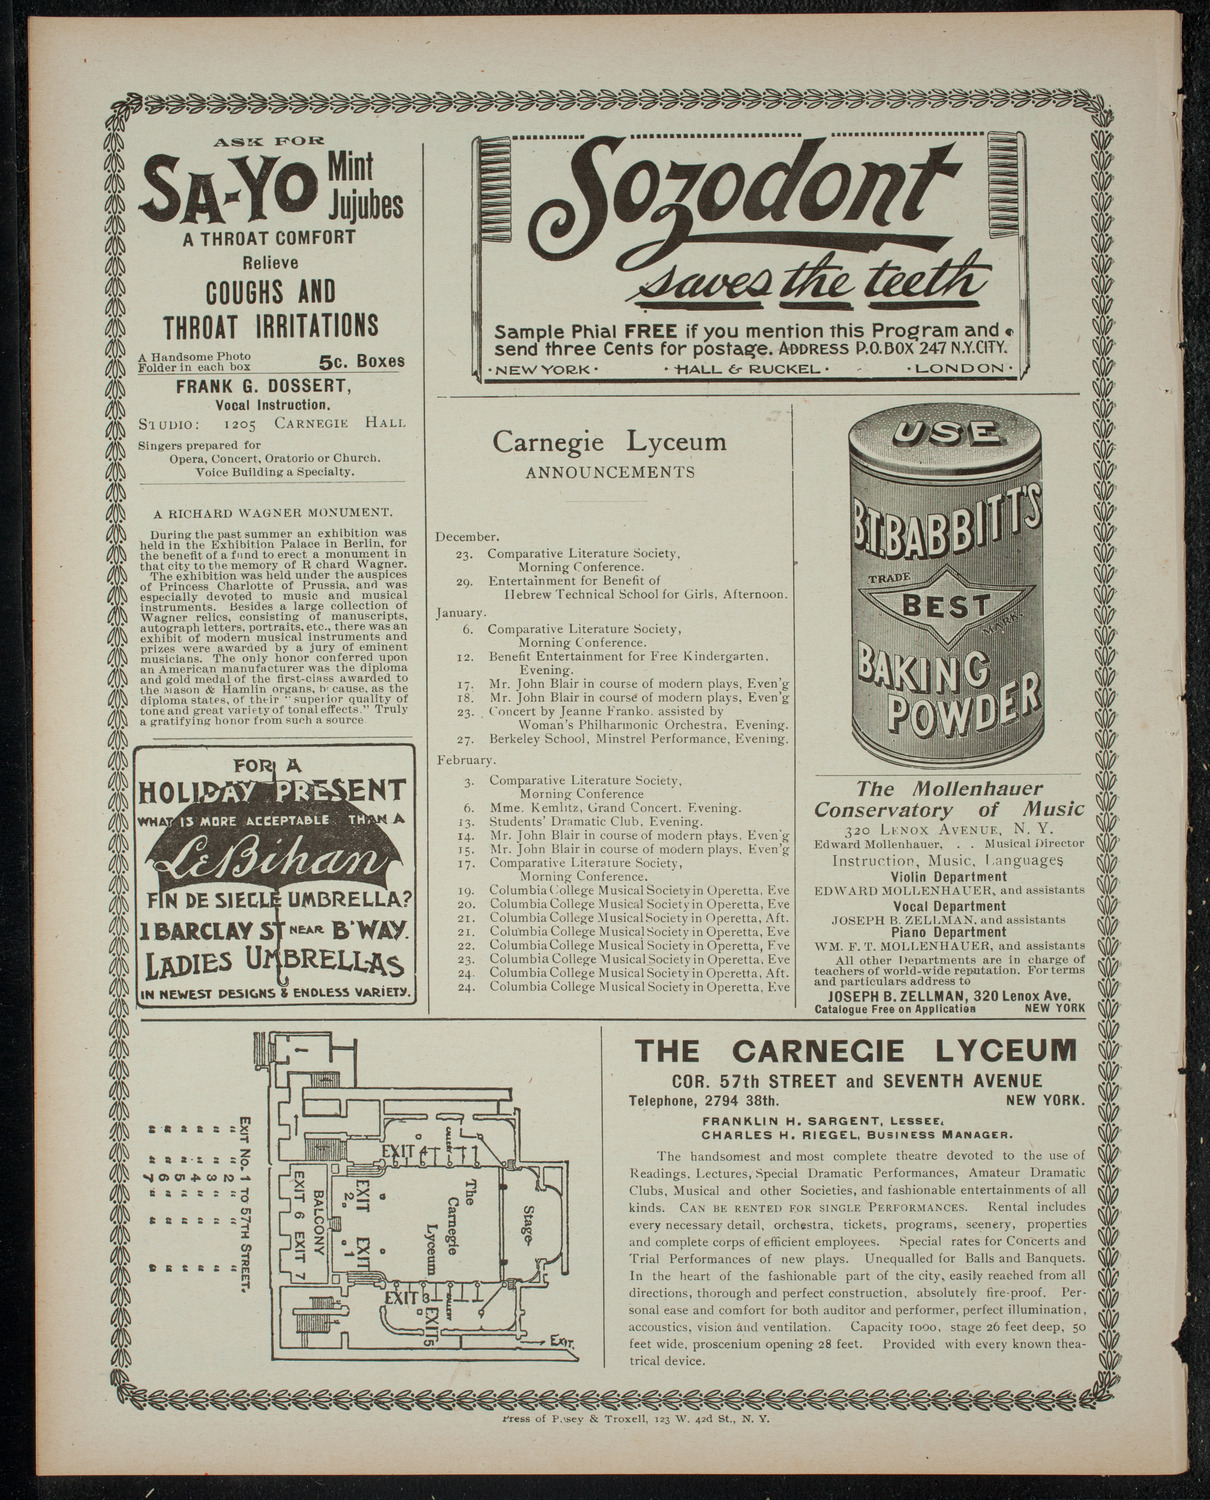 ASK FOR
SA-YO Mint
Jujubes
A THROAT COMFORT
Relieve
COUGHS AND
THROAT IRRITATIONS
A Handsome Photo
Folder in each box
5c. Boxes
FRANK G. DOSSERT,
Vocal Instruction.
STUDIO: 1205 CARNEGIE HALL
Singers prepared for
Opera, Concert, Oratorio or Church.
Voice Building a Specialty.
A RICHARD WAGNER MONUMENT.
During the past summer an exhibition was
held in the Exhibition Palace in Berlin, for
the benefit of a fund to erect a monument in
that city to the memory of R chard Wagner.
The exhibition was held under the auspices
of Princess Charlotte of Prussia, and was
especially devoted to music and musical
instruments. Besides a large collection of
Wagner relics, consisting of manuscripts,
autograph letters, portraits, etc., there was an
exhibit of modern musical instruments and
prizes were awarded by a jury of eminent
musicians. The only honor conferred upon
an American manufacturer was the diploma
and gold medal of the first-class awarded to
the Mason & Hamlin organs, b cause, as the
diploma states, of their "superior quality of
tone and great variety of tonal effects." Truly
a gratifying honor from such a source
FOR A
HOLIDAY PRESENT
WHAT IS MORE ACCEPTABLE THAN A
LeBihan
FIN DE SIECLE UMBRELLA?
1 BARCLAY ST NEAR B'WAY.
LADIES UMBRELLAS
IN NEWEST DESIGNS & ENDLESS VARIETY.
Sozodont
saves the teeth
Sample Phial FREE if you mention this Program and
send three Cents for postage. ADDRESS P.O. BOX 247 N.Y. CITY.
· NEW YORK · · HALL & RUCKEL · · LONDON ·
Carnegie Lyceum
ANNOUNCEMENTS
December.
23. Comparative Literature Society,
Morning Conference.
29. Entertainment for Benefit of
Hebrew Technical School for Girls, Afternoon.
January.
6. Comparative Literature Society,
Morning Conference.
12. Benefit Entertainment for Free Kindergarten,
Evening.
17. Mr. John Blair in course of modern plays, Even'g
18. Mr. John Blair in course of modern plays, Even'g
23. Concert by Jeanne Franko, assisted by
Woman's Philharmonic Orchestra, Evening.
27. Berkeley School, Minstrel Performance, Evening.
February.
3. Comparative Literature Society,
Morning Conference
6. Mme. Kemlitz, Grand Concert, Evening.
13. Students' Dramatic Club, Evening.
14. Mr. John Blair in course of modern plays, Even'g
15. Mr. John Blair in course of modern plays, Even'g
17. Comparative Literature Society,
Morning Conference.
19. Columbia College Musical Society in Operetta, Eve
20. Columbia College Musical Society in Operetta, Eve
21. Columbia College Musical Society in Operetta, Aft.
21. Columbia College Musical Society in Operetta, Eve
22. Columbia College Musical Society in Operetta, Eve
23. Columbia College Musical Society in Operetta, Eve
24. Columbia College Musical Society in Operetta, Aft.
24. Columbia College Musical Society in Operetta, Eve
USE
B.T. BABBITT'S
TRADE
BEST
MARK
BAKING
POWDER
The Mollenhauer
Conservatory of Music
320 LENOX AVENUE, N. Y.
Edward Mollenhauer, . . Musical Director
Instruction, Music, Languages
Violin Department
EDWARD MOLLENHAUER, and assistants
Vocal Department
JOSEPH B. ZELLMAN, and assistants
Piano Department
WM. F. T. MOLLENHAUER, and assistants
All other Departments are in charge of
teachers of world-wide reputation. For terms
and particulars address to
JOSEPH B. ZELLMAN, 320 Lenox Ave.
Catalogue Free on Application NEW YORK
EXIT NO. 1 TO 57TH STREET.
" " 2 " " "
" " 3 " " "
" " 4 " " "
" " 5 " " "
" " 6 " " "
" " 7 " " "
BALCONY
EXIT 6 EXIT 7
EXIT 2
EXIT 1
EXIT 4
GALLERY
The
Carnegie
Lyceum
Stage
EXIT 3
GALLERY
EXIT 5
EXIT.
THE CARNEGIE LYCEUM
COR. 57th STREET and SEVENTH AVENUE
Telephone, 2794 38th. NEW YORK.
FRANKLIN H. SARGENT, LESSEE,
CHARLES H. RIEGEL, BUSINESS MANAGER.
The handsomest and most complete theatre devoted to the use of
Readings, Lectures, Special Dramatic Performances, Amateur Dramatic
Clubs, Musical and other Societies, and fashionable entertainments of all
kinds. CAN BE RENTED FOR SINGLE PERFORMANCES. Rental includes
every necessary detail, orchestra, tickets, programs, scenery, properties
and complete corps of efficient employees. Special rates for Concerts and
Trial Performances of new plays. Unequalled for Balls and Banquets.
In the heart of the fashionable part of the city, easily reached from all
directions, thorough and perfect construction, absolutely fire-proof. Per-
sonal ease and comfort for both auditor and performer, perfect illumination,
accoustics, vision and ventilation. Capacity 1000, stage 26 feet deep, 50
feet wide, proscenium opening 28 feet. Provided with every known thea-
trical device.
Press of & Troxell, 123 W. 42d St., N. Y.